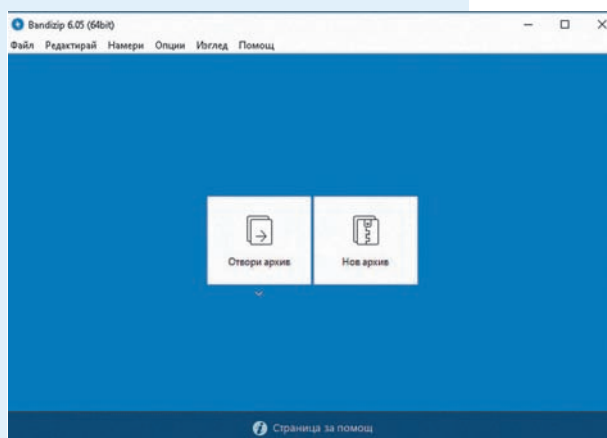 Bandizip 6.05 (64bit)
Файл Редактирай Намери Опции Изглед Помощ
Отвори архив Нов архив
Страница за помощ